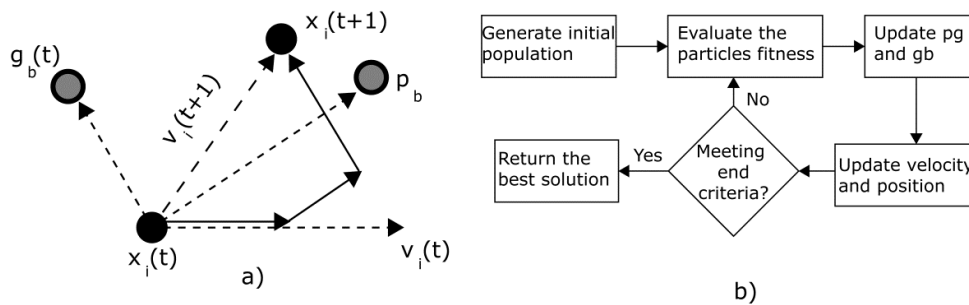 x_i(t+1)
g_b(t)
p_b
v_i(t+1)
x_i(t)
v_i(t)
a)
Generate initial
population
Evaluate the
particles fitness
Update pg
and gb
No
Return the
best solution
Yes
Meeting
end
criteria?
Update velocity
and position
b)